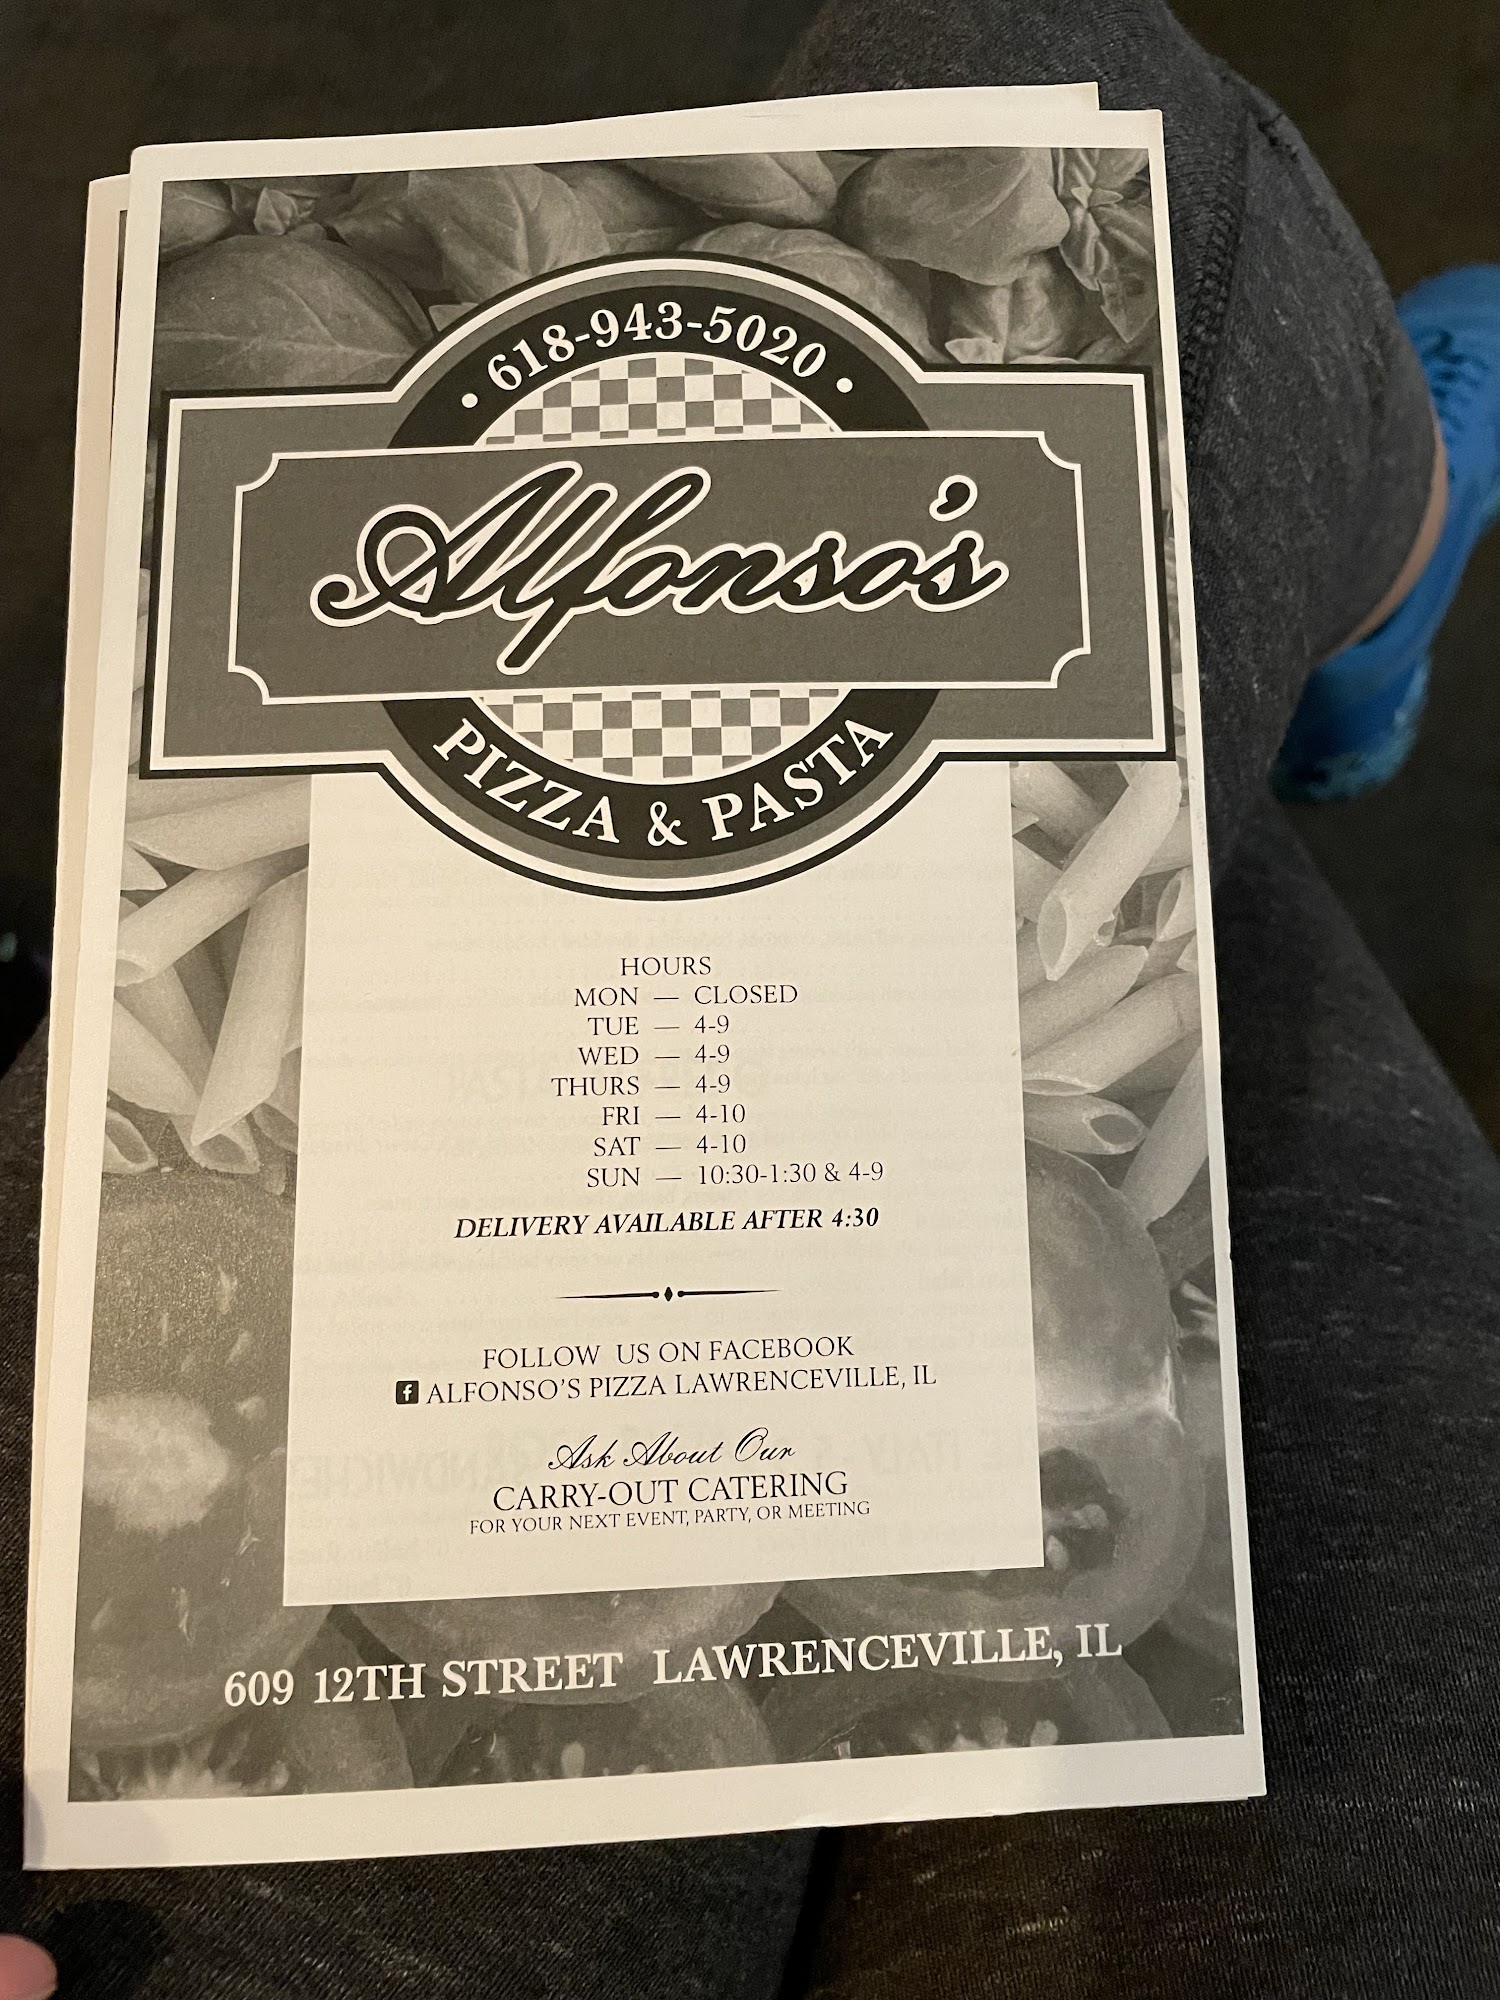 • 618-943-5020 •
Alfonso's
PIZZA & PASTA
HOURS
MON — CLOSED
TUE — 4-9
WED — 4-9
THURS — 4-9
FRI — 4-10
SAT — 4-10
SUN — 10:30-1:30 & 4-9
DELIVERY AVAILABLE AFTER 4:30
FOLLOW US ON FACEBOOK
f ALFONSO'S PIZZA LAWRENCEVILLE, IL
Ask About Our
CARRY-OUT CATERING
FOR YOUR NEXT EVENT, PARTY, OR MEETING
609 12TH STREET LAWRENCEVILLE, IL